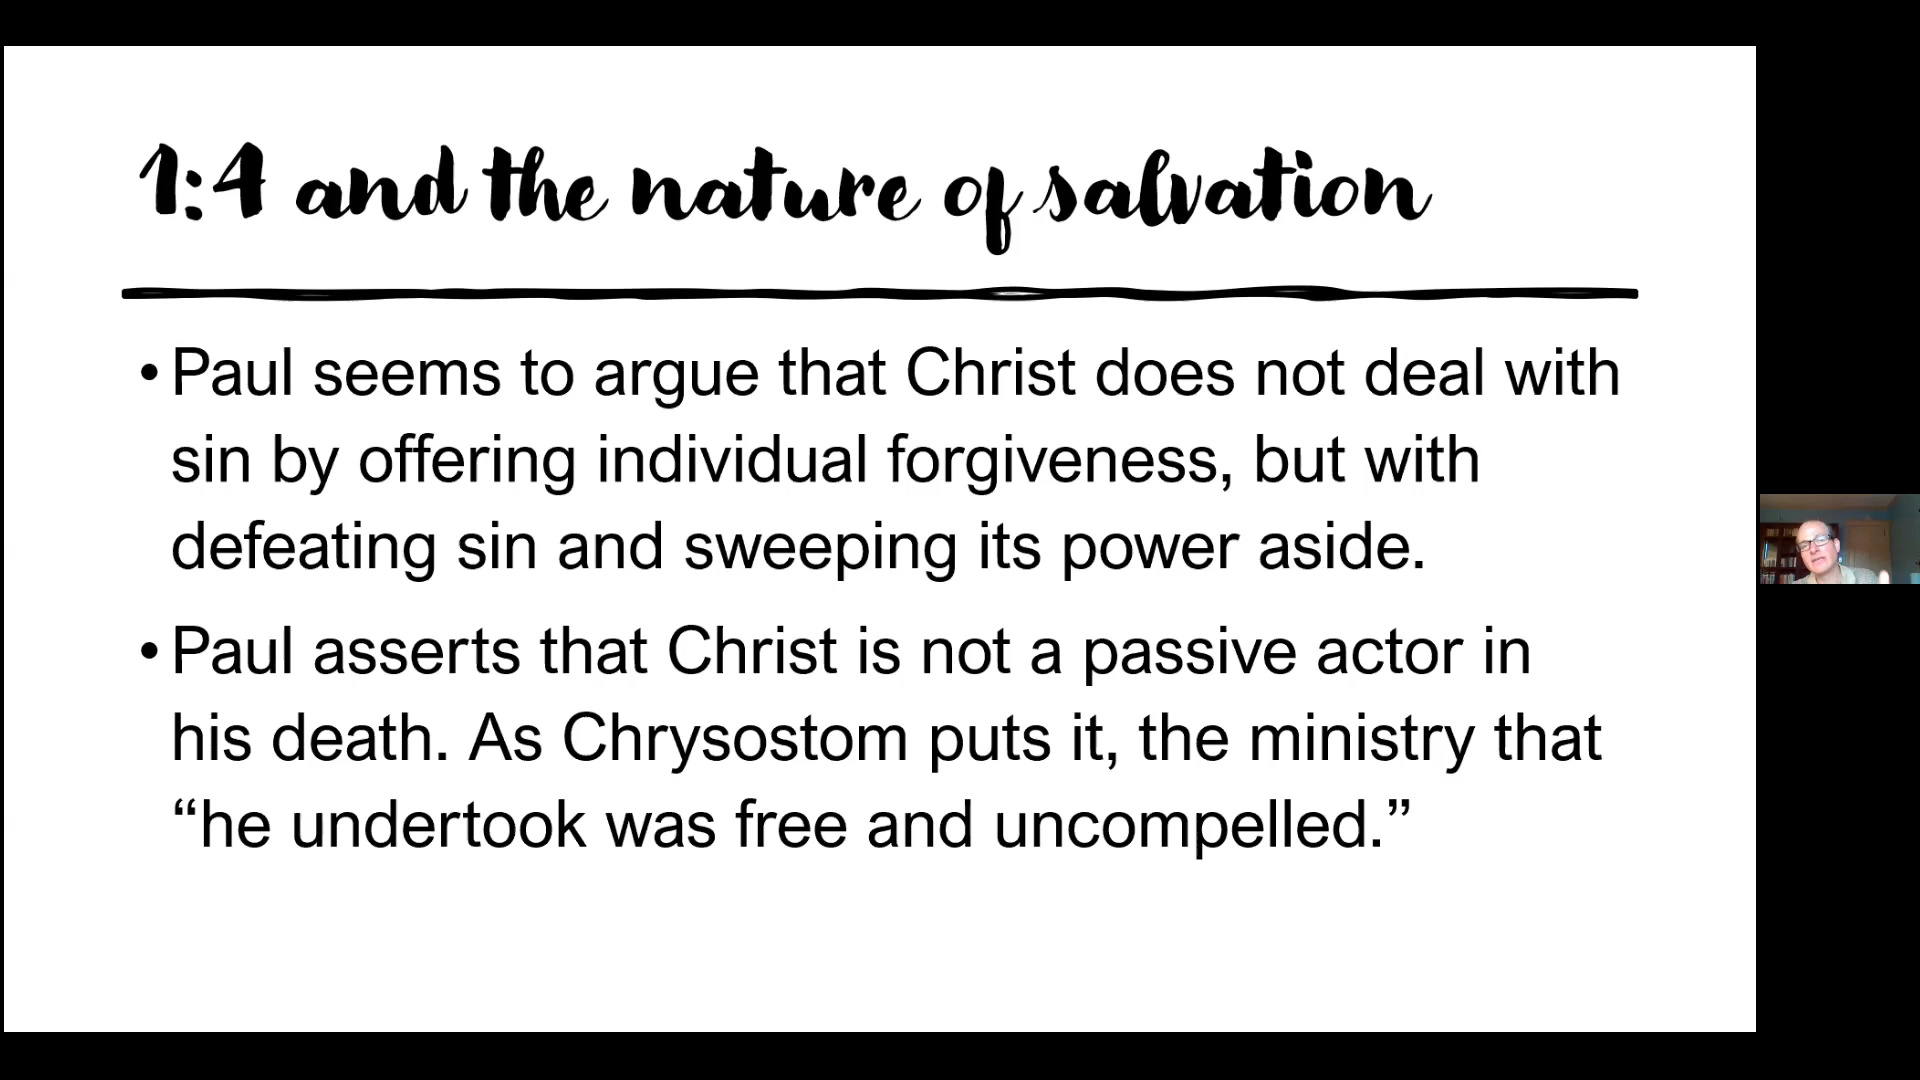 1:4 and the nature of salvation
• Paul seems to argue that Christ does not deal with
sin by offering individual forgiveness, but with
defeating sin and sweeping its power aside.
• Paul asserts that Christ is not a passive actor in
his death. As Chrysostom puts it, the ministry that
“he undertook was free and uncompelled.”